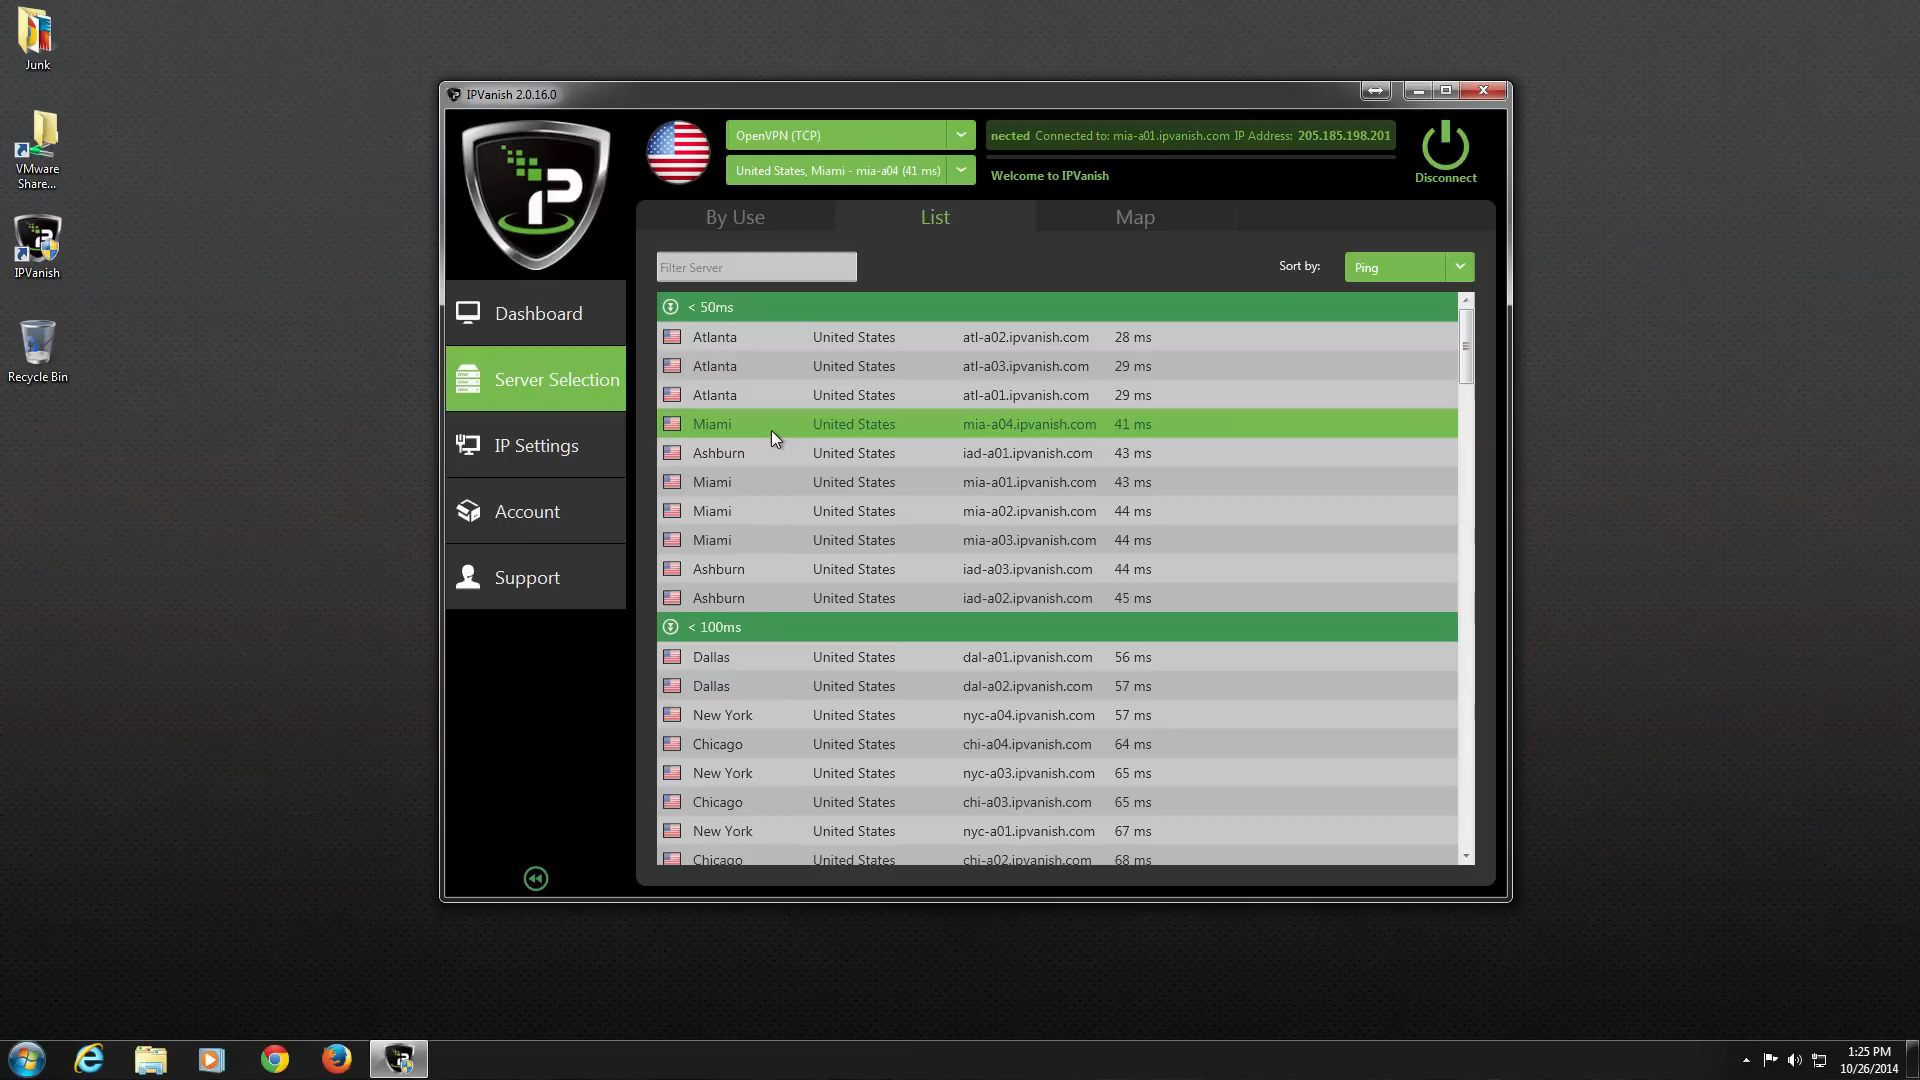 Junk
VMware
Share...
IPVanish
Recycle Bin
IPVanish 2.0.16.0
OpenVPN (TCP)
nected Connected to: mia-a01.ipvanish.com IP Address: 205.185.198.201
United States, Miami - mia-a04 (41 ms)
Welcome to IPVanish
Disconnect
By Use List Map
Filter Server
Sort by: Ping
Dashboard
Server Selection
IP Settings
Account
Support
< 50ms
Atlanta United States atl-a02.ipvanish.com 28 ms
Atlanta United States atl-a03.ipvanish.com 29 ms
Atlanta United States atl-a01.ipvanish.com 29 ms
Miami United States mia-a04.ipvanish.com 41 ms
Ashburn United States iad-a01.ipvanish.com 43 ms
Miami United States mia-a01.ipvanish.com 43 ms
Miami United States mia-a02.ipvanish.com 44 ms
Miami United States mia-a03.ipvanish.com 44 ms
Ashburn United States iad-a03.ipvanish.com 44 ms
Ashburn United States iad-a02.ipvanish.com 45 ms
< 100ms
Dallas United States dal-a01.ipvanish.com 56 ms
Dallas United States dal-a02.ipvanish.com 57 ms
New York United States nyc-a04.ipvanish.com 57 ms
Chicago United States chi-a04.ipvanish.com 64 ms
New York United States nyc-a03.ipvanish.com 65 ms
Chicago United States chi-a03.ipvanish.com 65 ms
New York United States nyc-a01.ipvanish.com 67 ms
Chicago United States chi-a02.ipvanish.com 68 ms
1:25 PM
10/26/2014